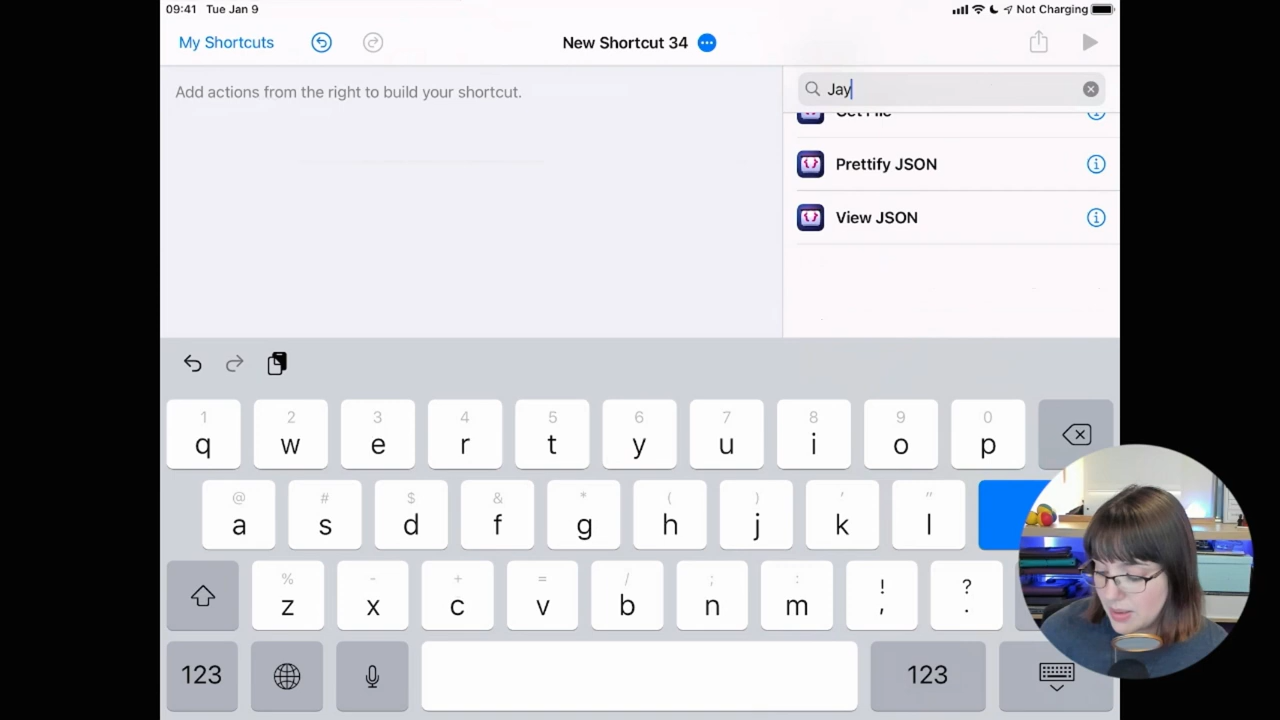 09:41 Tue Jan 9
Not Charging
My Shortcuts
New Shortcut 34
Add actions from the right to build your shortcut.
Jay
Get File
Prettify JSON
View JSON
1 2 3 4 5 6 7 8 9 0
q w e r t y u i o p
@ # $ & * ( ) ' "
a s d f g h j k l
% - + = / ; : ! ?
z x c v b n m , .
123 123